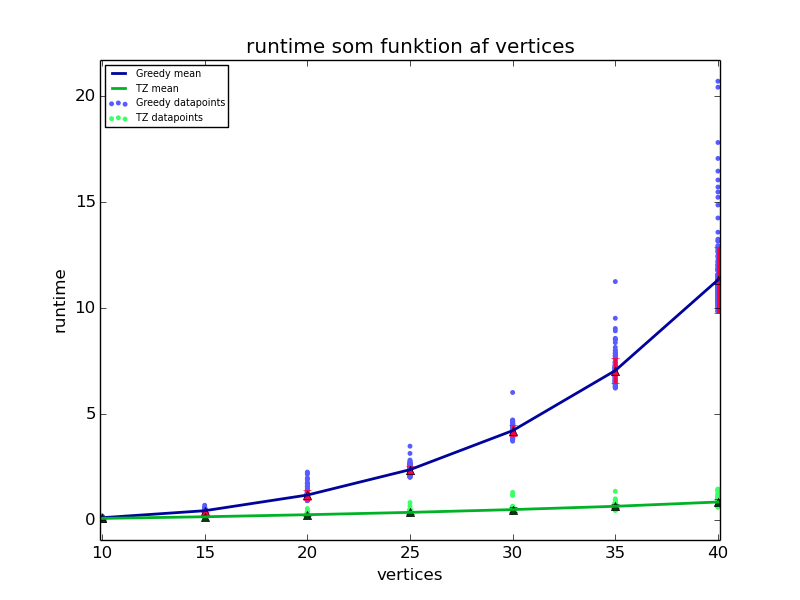 runtime som funktion af vertices
Greedy mean
TZ mean
Greedy datapoints
TZ datapoints
20
15
10
5
0
runtime
10 15 20 25 30 35 40
vertices